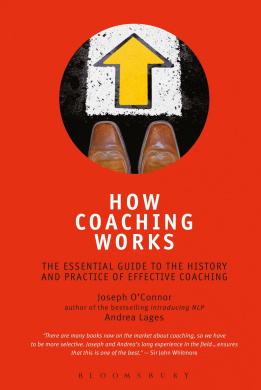 HOW
COACHING
WORKS
THE ESSENTIAL GUIDE TO THE HISTORY
AND PRACTICE OF EFFECTIVE COACHING
Joseph O'Connor
author of the bestselling introducing NLP
Andrea Lages
"There are many books now on the market about coaching, so we have
to be more selective. Joseph and Andrea's long experience in the field... ensures
that this is one of the best." – Sir John Whitmore
BLOOMSBURY